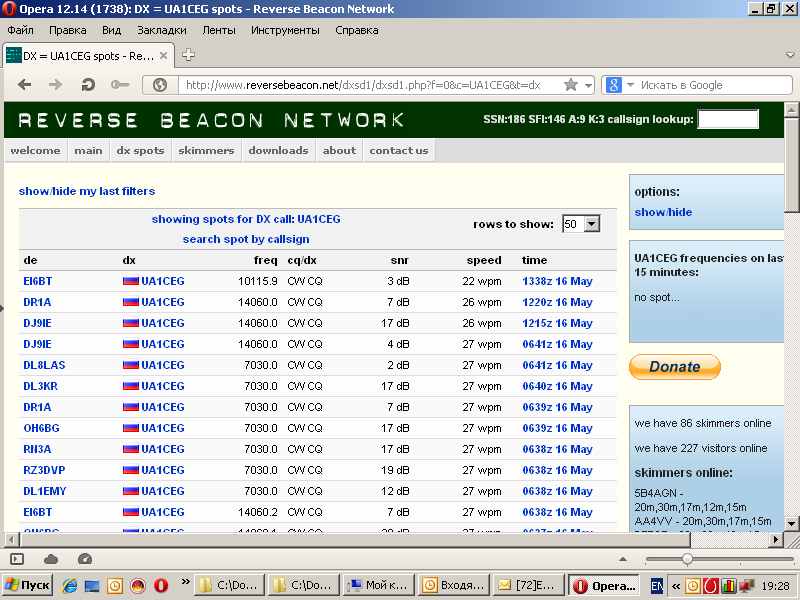 Opera 12.14 (1738): DX = UA1CEG spots - Reverse Beacon Network
Файл Правка Вид Закладки Ленты Инструменты Справка
DX = UA1CEG spots - Re...
http://www.reversebeacon.net/dxsd1/dxsd1.php?f=0&c=UA1CEG&t=dx
Искать в Google
REVERSE BEACON NETWORK
SSN:186 SFI:146 A:9 K:3 callsign lookup:
welcome main dx spots skimmers downloads about contact us
show/hide my last filters
showing spots for DX call: UA1CEG
search spot by callsign
rows to show: 50
de dx freq cq/dx snr speed time
EI6BT UA1CEG 10115.9 CW CQ 3 dB 22 wpm 1338z 16 May
DR1A UA1CEG 14060.0 CW CQ 7 dB 26 wpm 1220z 16 May
DJ9IE UA1CEG 14060.0 CW CQ 17 dB 26 wpm 1215z 16 May
DJ9IE UA1CEG 14060.0 CW CQ 4 dB 27 wpm 0641z 16 May
DL8LAS UA1CEG 7030.0 CW CQ 2 dB 27 wpm 0641z 16 May
DL3KR UA1CEG 7030.0 CW CQ 17 dB 27 wpm 0640z 16 May
DR1A UA1CEG 7030.0 CW CQ 7 dB 27 wpm 0639z 16 May
OH6BG UA1CEG 7030.0 CW CQ 17 dB 27 wpm 0639z 16 May
RN3A UA1CEG 7030.0 CW CQ 17 dB 27 wpm 0638z 16 May
RZ3DVP UA1CEG 7030.0 CW CQ 19 dB 27 wpm 0638z 16 May
DL1EMY UA1CEG 7030.0 CW CQ 12 dB 27 wpm 0638z 16 May
EI6BT UA1CEG 7030.2 CW CQ 7 dB 27 wpm 0638z 16 May
options:
show/hide
UA1CEG frequencies on las
15 minutes:
no spot...
Donate
we have 86 skimmers online
we have 227 visitors online
skimmers online:
5B4AGN -
20m,30m,17m,12m,15m
AA4VV - 20m,30m,17m,15m
Пуск
C:\Do...
C:\Do...
Мой к...
Входя...
[72]E...
Opera...
EN
19:28